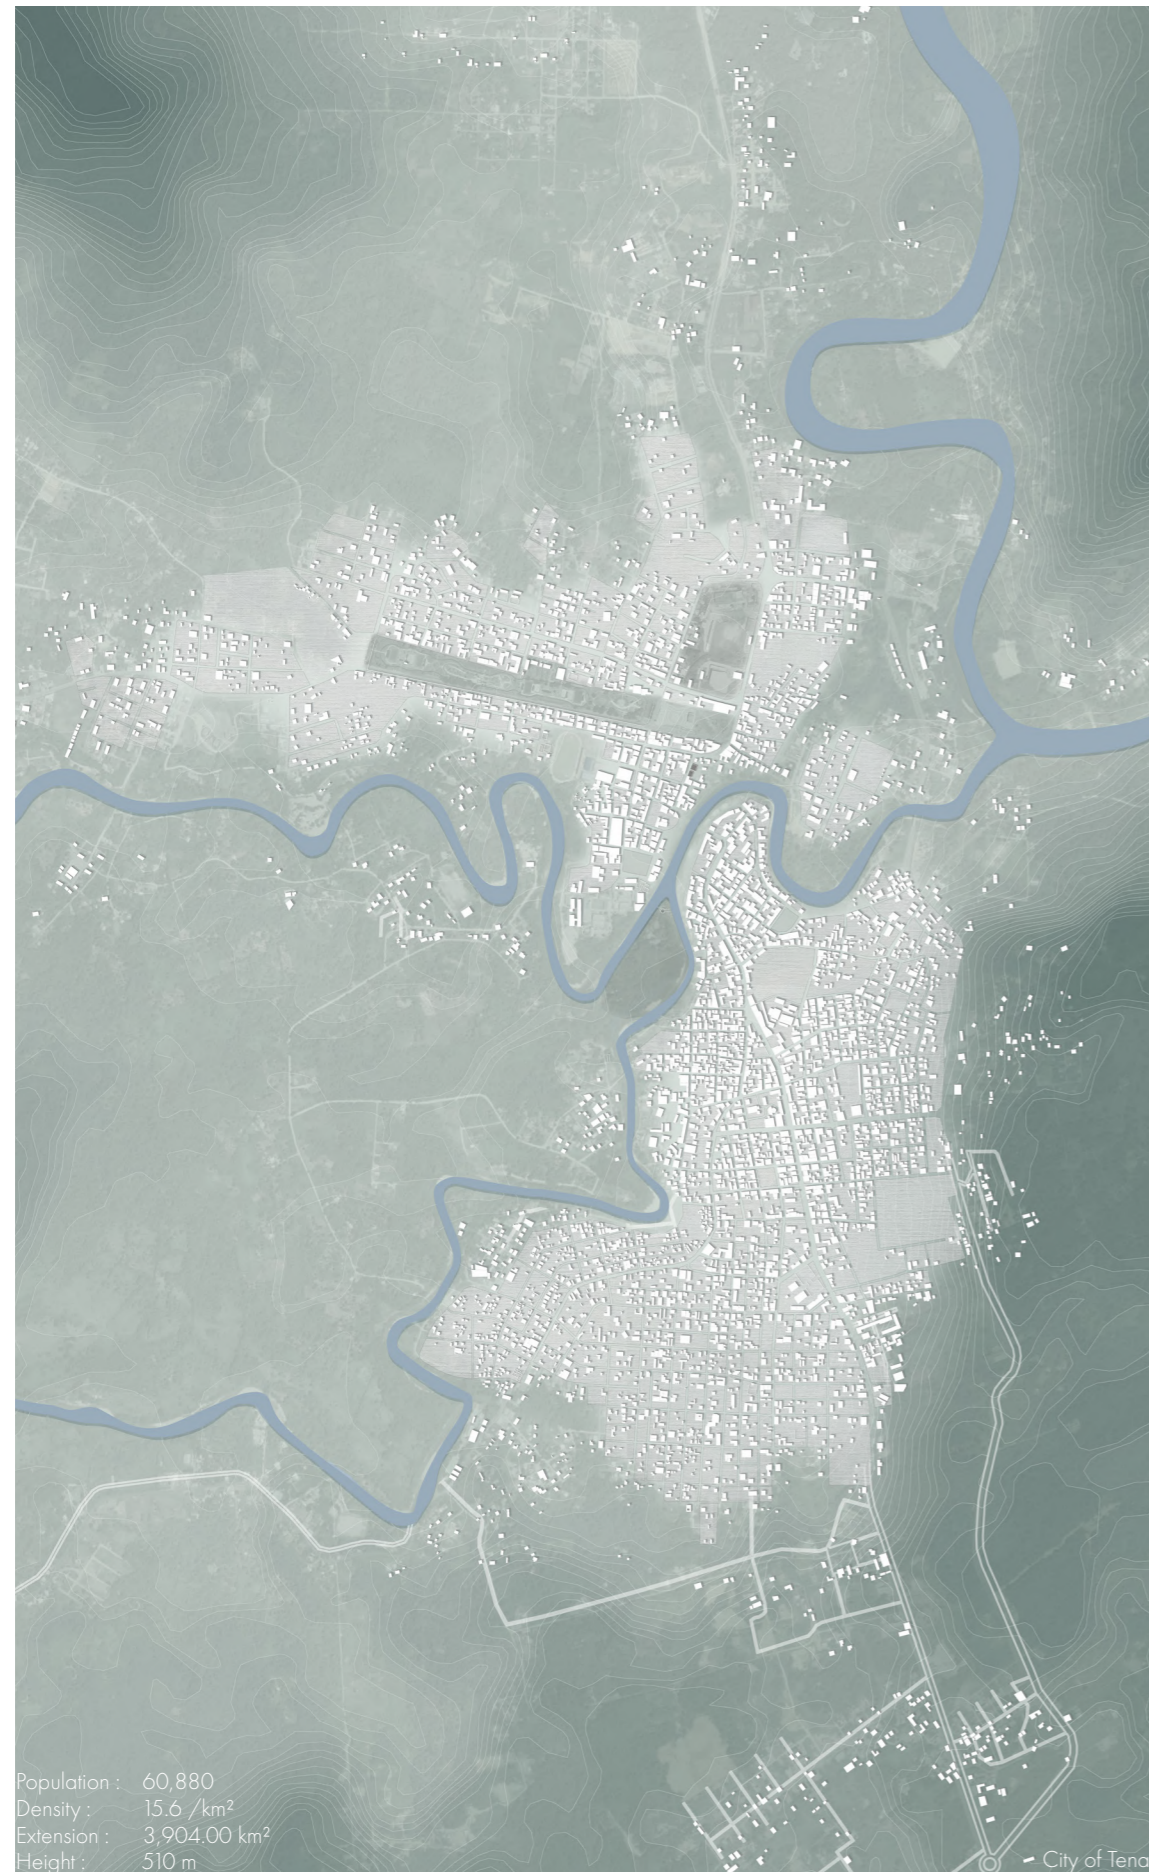 Population : 60,880
Density : 15.6 /km²
Extension : 3,904.00 km²
Height : 510 m
City of Tena